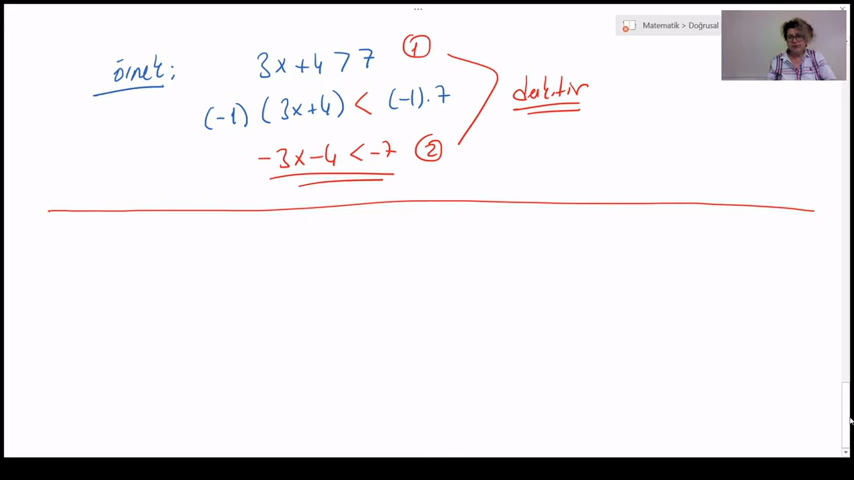 Matematik > Doğrusal
örnek; 3x+4 > 7 ①
(-1) (3x+4) < (-1).7
denktir
-3x-4 < -7 ②